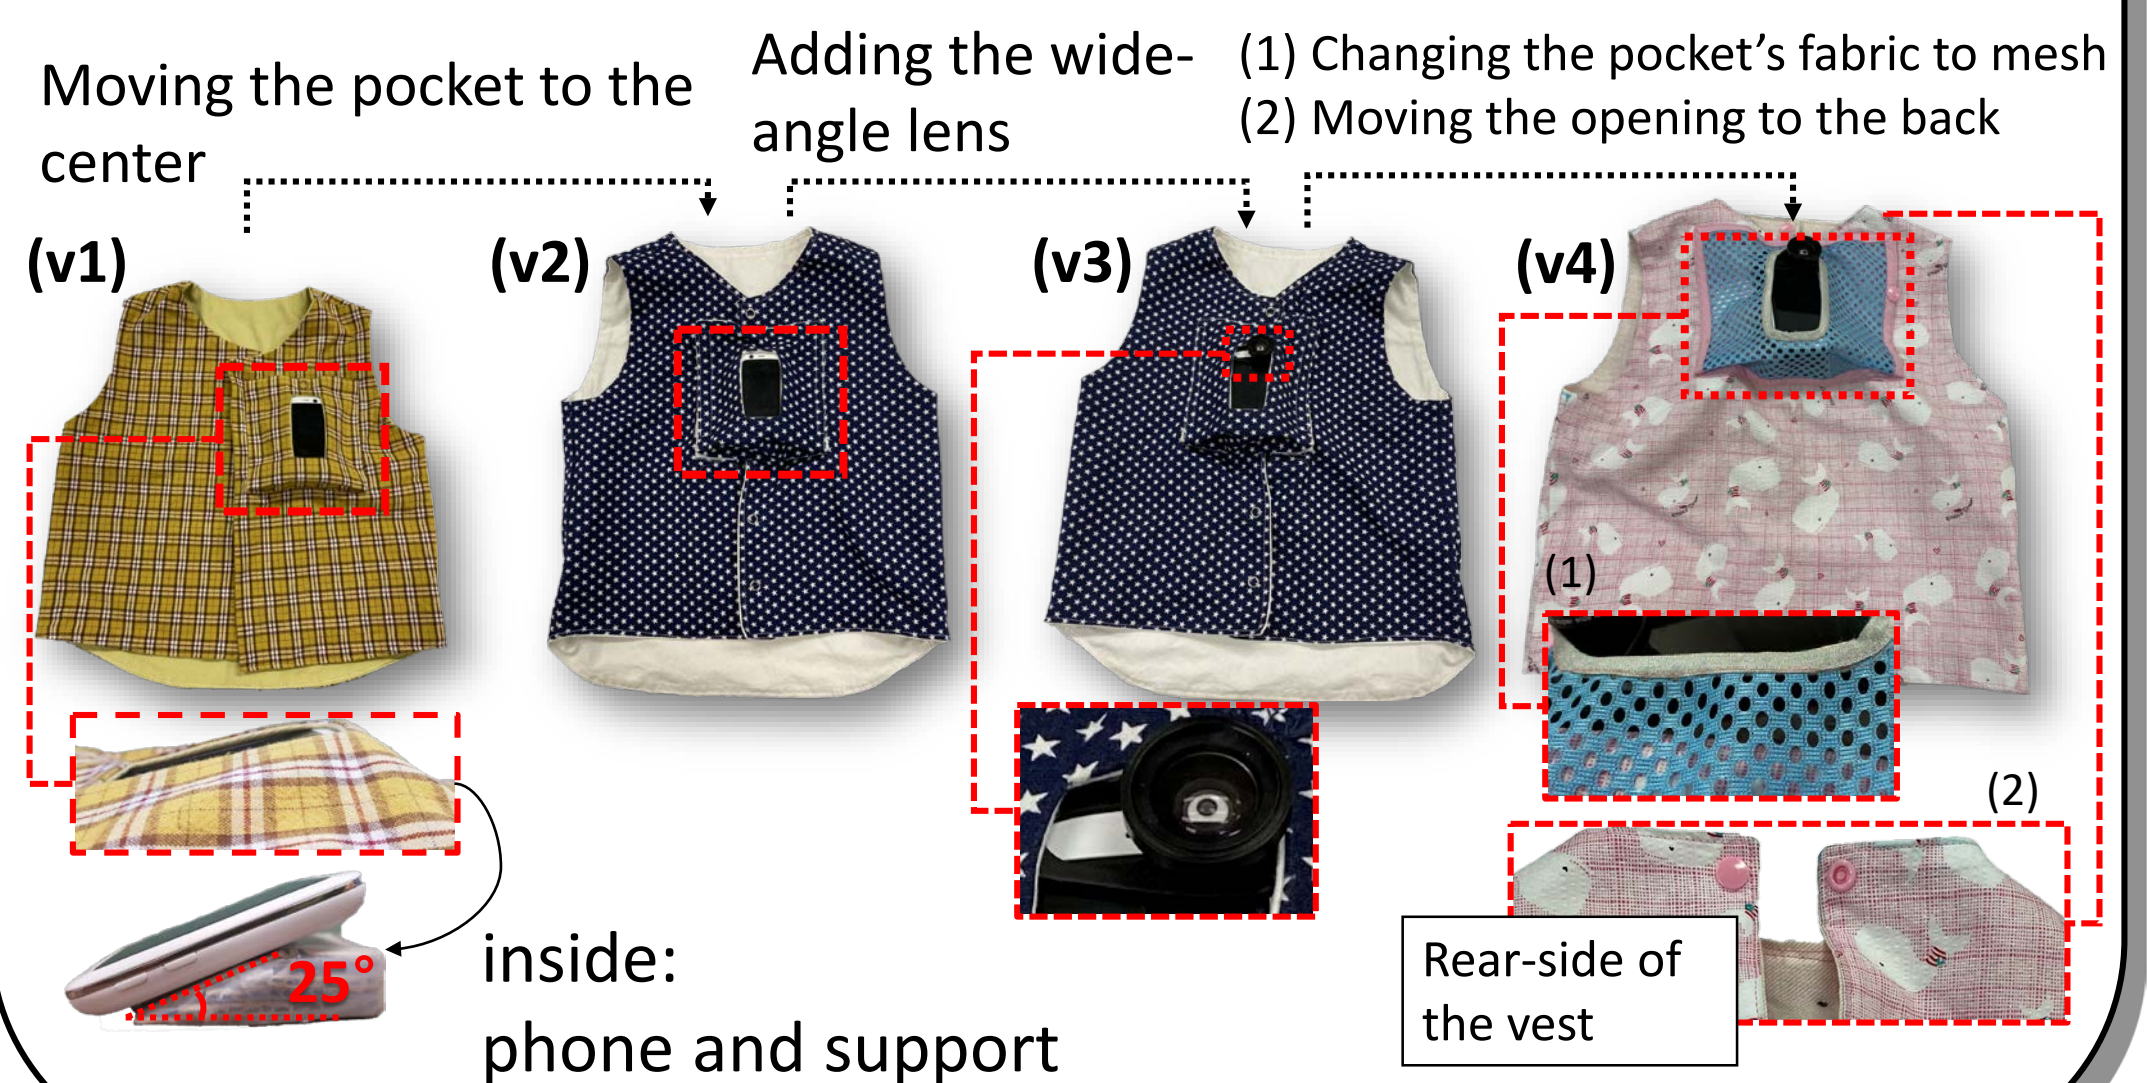 Moving the pocket to the
center
Adding the wide-
angle lens
(1) Changing the pocket’s fabric to mesh
(2) Moving the opening to the back
(v1)
(v2)
(v3)
(v4)
(1)
(2)
25°
inside:
phone and support
Rear-side of
the vest